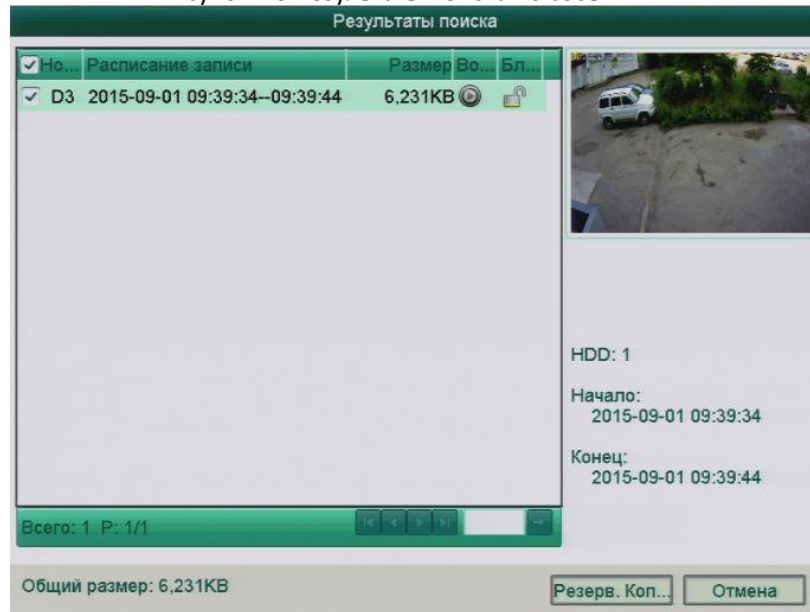 Результаты поиска
Но... Расписание записи Размер Во... Бл...
D3 2015-09-01 09:39:34--09:39:44 6,231KB
HDD: 1
Начало:
2015-09-01 09:39:34
Конец:
2015-09-01 09:39:44
Всего: 1 P: 1/1
Общий размер: 6,231KB
Резерв. Коп... Отмена